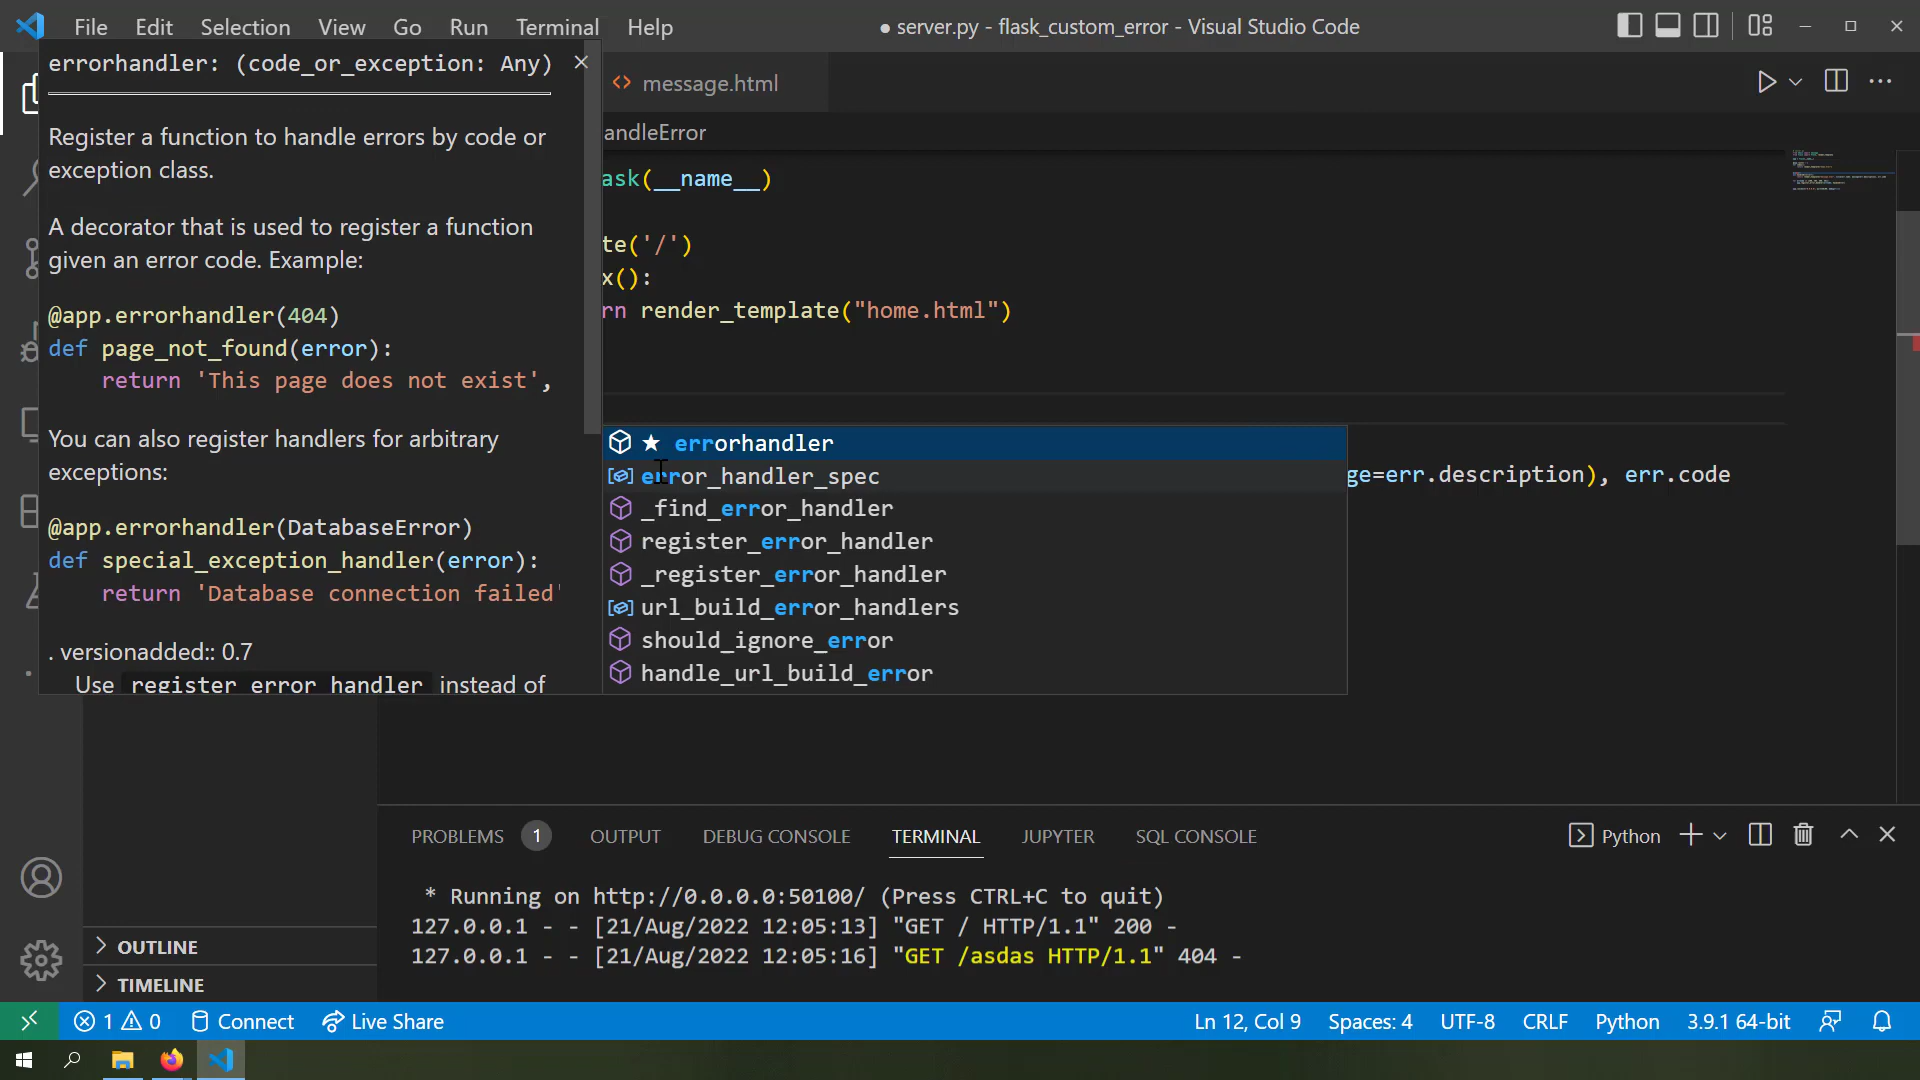 File Edit Selection View Go Run Terminal Help
● server.py - flask_custom_error - Visual Studio Code
errorhandler: (code_or_exception: Any)
Register a function to handle errors by code or
exception class.
A decorator that is used to register a function
given an error code. Example:
@app.errorhandler(404)
def page_not_found(error):
return 'This page does not exist',
You can also register handlers for arbitrary
exceptions:
@app.errorhandler(DatabaseError)
def special_exception_handler(error):
return 'Database connection failed'
. versionadded:: 0.7
Use register_error_handler instead of
<> message.html
andleError
ask(__name__)
te('/')
x():
rn render_template("home.html")
★ errorhandler
error_handler_spec
_find_error_handler
register_error_handler
_register_error_handler
url_build_error_handlers
should_ignore_error
handle_url_build_error
ge=err.description), err.code
OUTLINE
TIMELINE
PROBLEMS 1 OUTPUT DEBUG CONSOLE TERMINAL JUPYTER SQL CONSOLE
Python
* Running on http://0.0.0.0:50100/ (Press CTRL+C to quit)
127.0.0.1 - - [21/Aug/2022 12:05:13] "GET / HTTP/1.1" 200 -
127.0.0.1 - - [21/Aug/2022 12:05:16] "GET /asdas HTTP/1.1" 404 -
1 0 Connect Live Share
Ln 12, Col 9 Spaces: 4 UTF-8 CRLF Python 3.9.1 64-bit